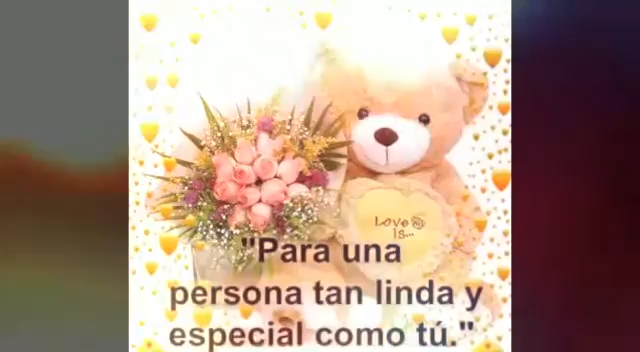 Love
is...
"Para una
persona tan linda y
especial como tú."